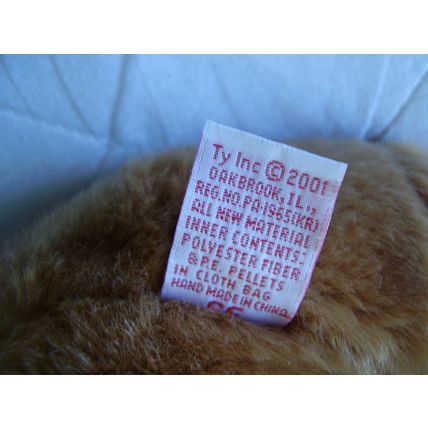 Ty Inc © 2001
OAKBROOK, IL.,
REG.NO.PA-1965(KR)
ALL NEW MATERIAL
INNER CONTENTS:
POLYESTER FIBER
& P.E. PELLETS
IN CLOTH BAG
HAND MADE IN CHINA
CE